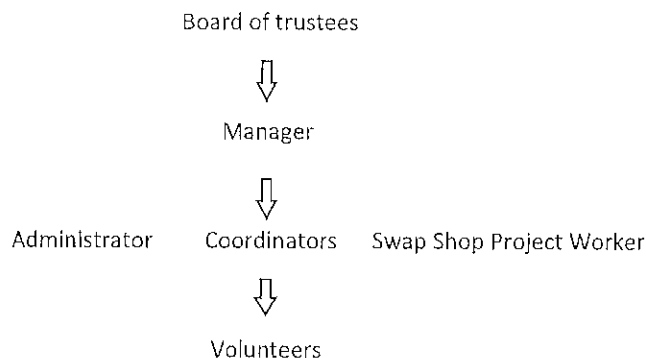 Board of trustees
Manager
Administrator Coordinators Swap Shop Project Worker
Volunteers